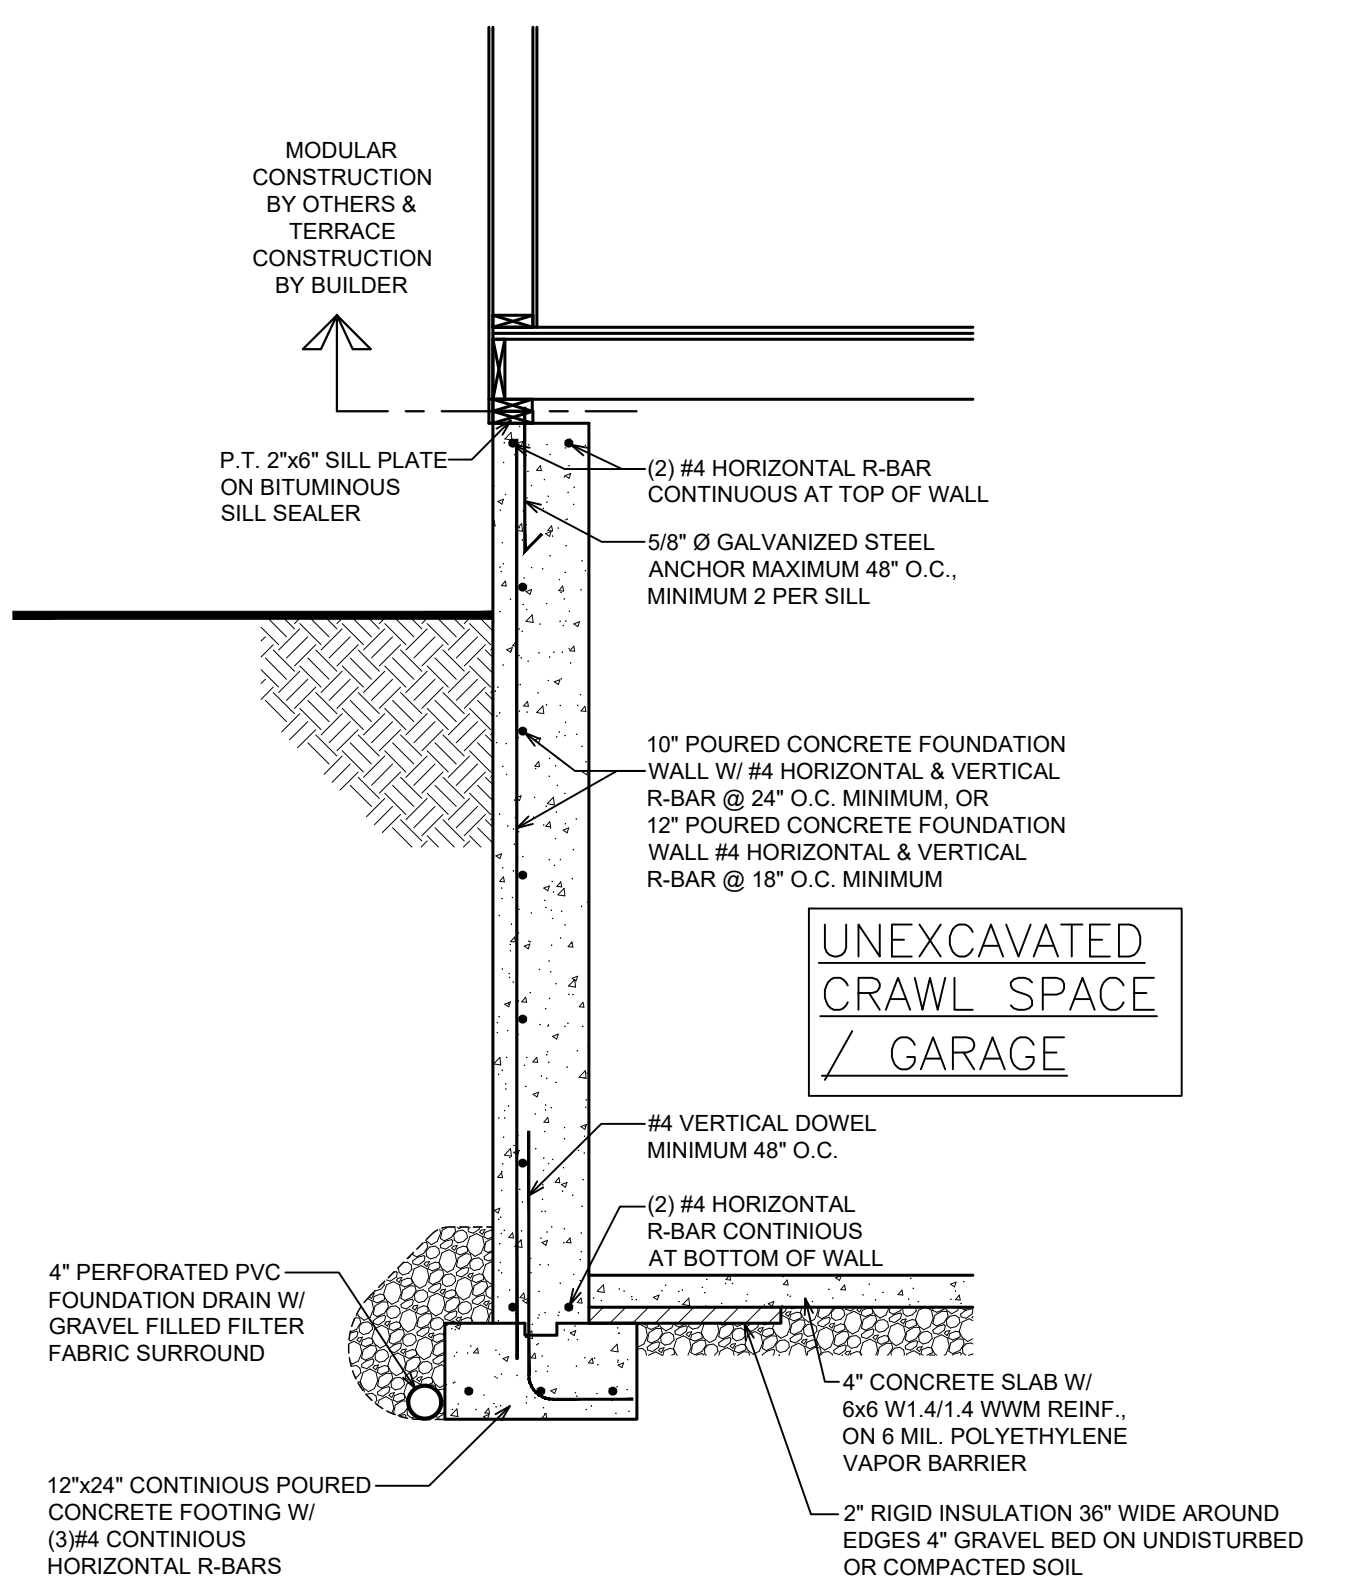 MODULAR
CONSTRUCTION
BY OTHERS &
TERRACE
CONSTRUCTION
BY BUILDER
P.T. 2"x6" SILL PLATE
ON BITUMINOUS
SILL SEALER
(2) #4 HORIZONTAL R-BAR
CONTINUOUS AT TOP OF WALL
5/8" Ø GALVANIZED STEEL
ANCHOR MAXIMUM 48" O.C.,
MINIMUM 2 PER SILL
10" POURED CONCRETE FOUNDATION
WALL W/ #4 HORIZONTAL & VERTICAL
R-BAR @ 24" O.C. MINIMUM, OR
12" POURED CONCRETE FOUNDATION
WALL #4 HORIZONTAL & VERTICAL
R-BAR @ 18" O.C. MINIMUM
UNEXCAVATED
CRAWL SPACE
/ GARAGE
#4 VERTICAL DOWEL
MINIMUM 48" O.C.
(2) #4 HORIZONTAL
R-BAR CONTINIOUS
AT BOTTOM OF WALL
4" PERFORATED PVC
FOUNDATION DRAIN W/
GRAVEL FILLED FILTER
FABRIC SURROUND
4" CONCRETE SLAB W/
6x6 W1.4/1.4 WWM REINF.,
ON 6 MIL. POLYETHYLENE
VAPOR BARRIER
12"x24" CONTINIOUS POURED
CONCRETE FOOTING W/
(3)#4 CONTINIOUS
HORIZONTAL R-BARS
2" RIGID INSULATION 36" WIDE AROUND
EDGES 4" GRAVEL BED ON UNDISTURBED
OR COMPACTED SOIL